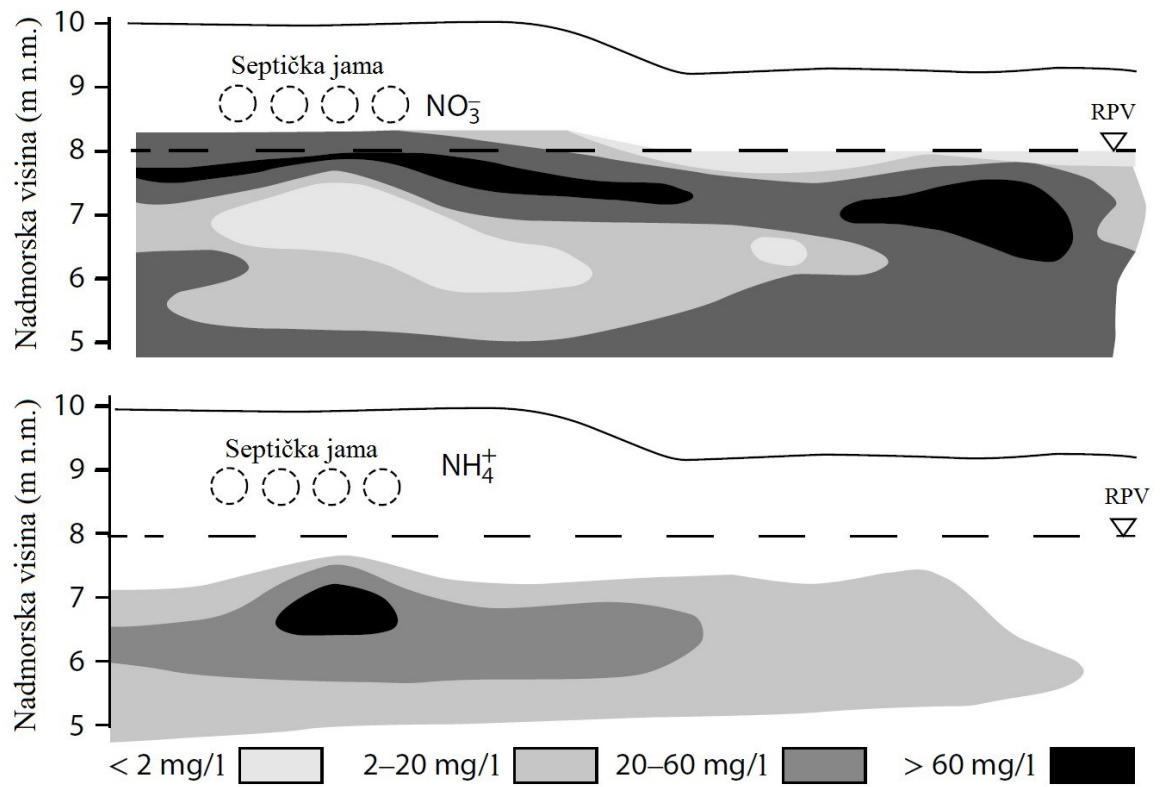 Nadmorska visina (m n.m.)
10
9
8
7
6
5
Septička jama
NO₃⁻
RPV
Nadmorska visina (m n.m.)
10
9
8
7
6
5
Septička jama
NH₄⁺
RPV
< 2 mg/l 2–20 mg/l 20–60 mg/l > 60 mg/l